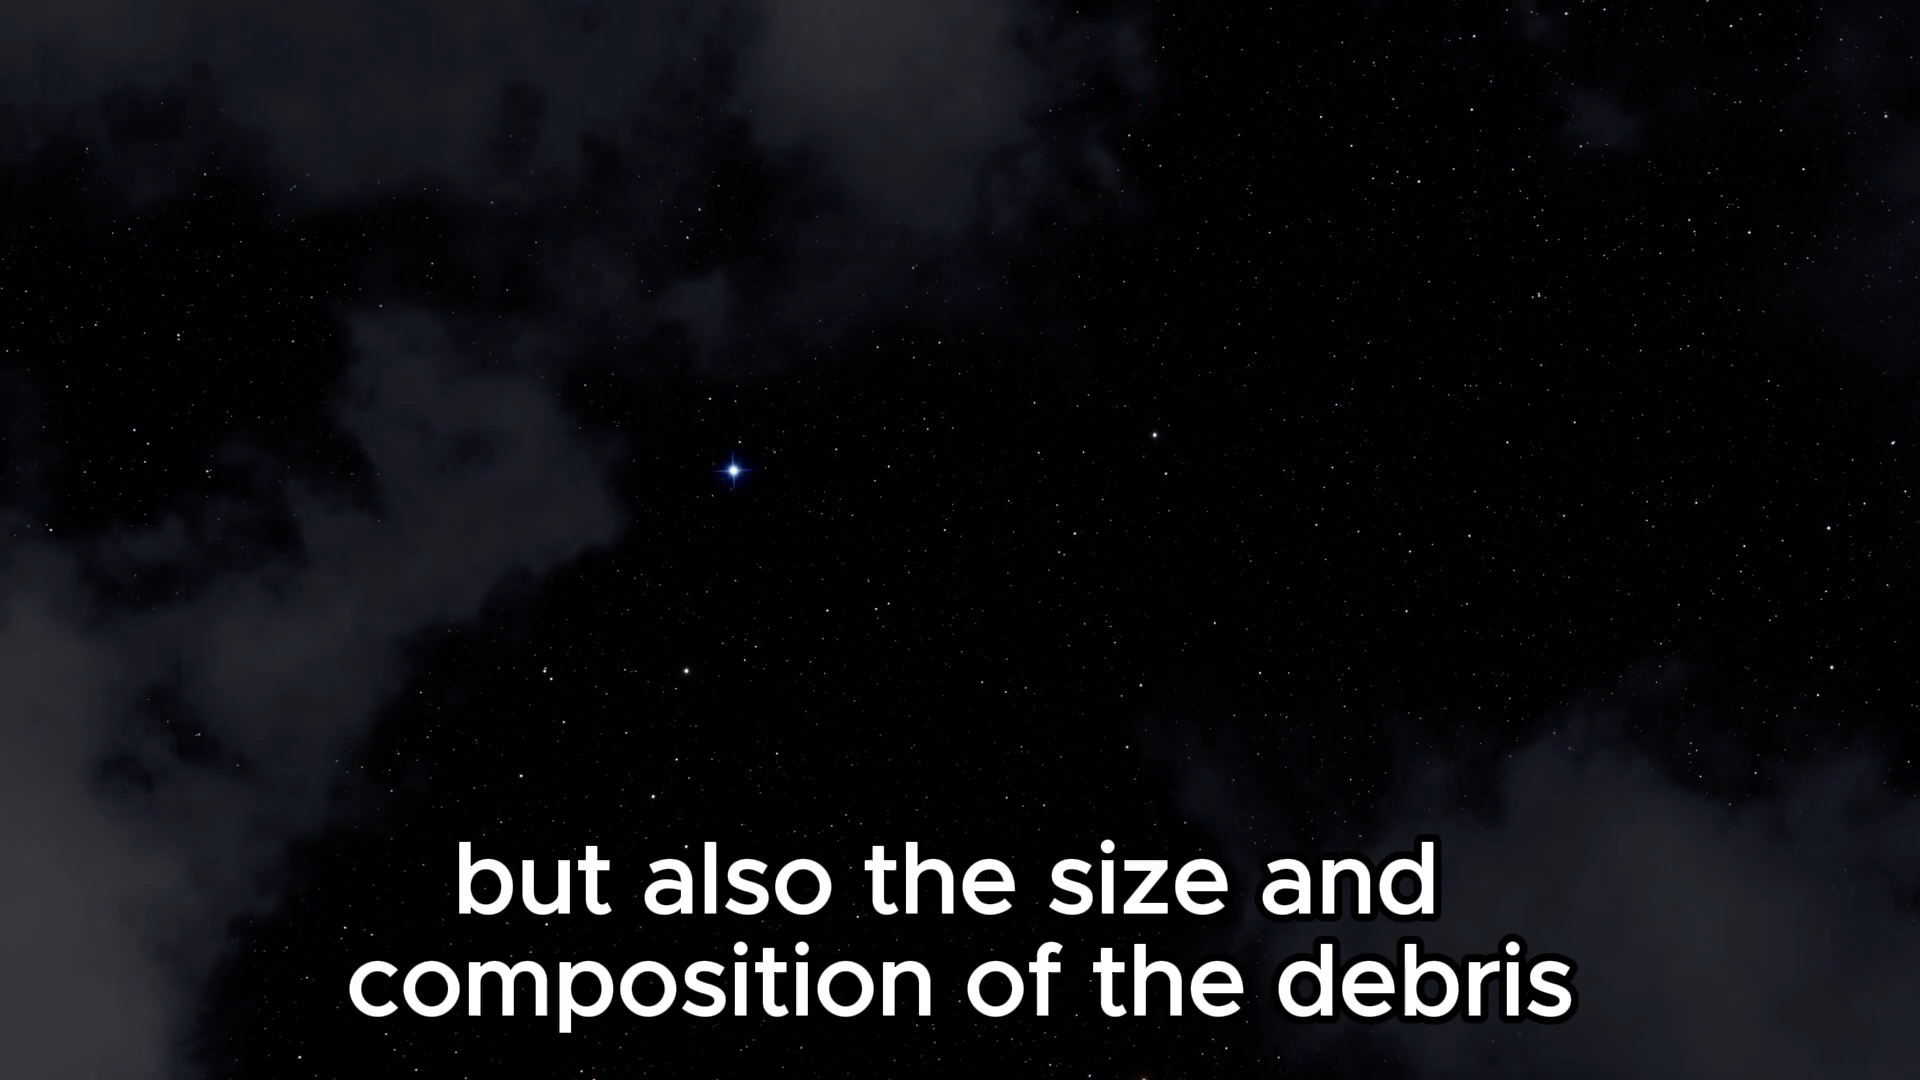 but also the size and
composition of the debris